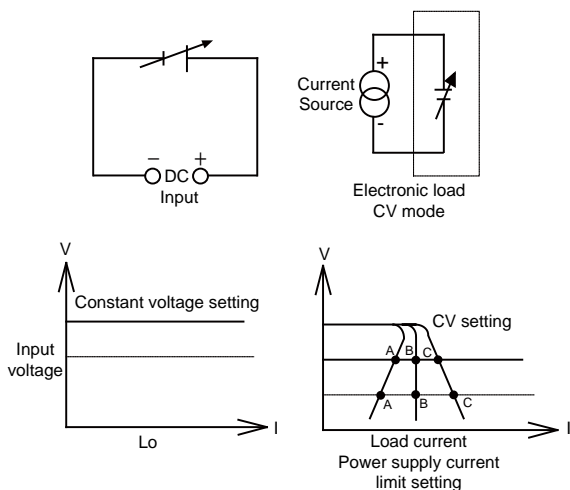 − DC +
Input
Current
Source
+
-
Electronic load
CV mode
V
Constant voltage setting
Input
voltage
I
Lo
V
CV setting
A B C
A B C
I
Load current
Power supply current
limit setting